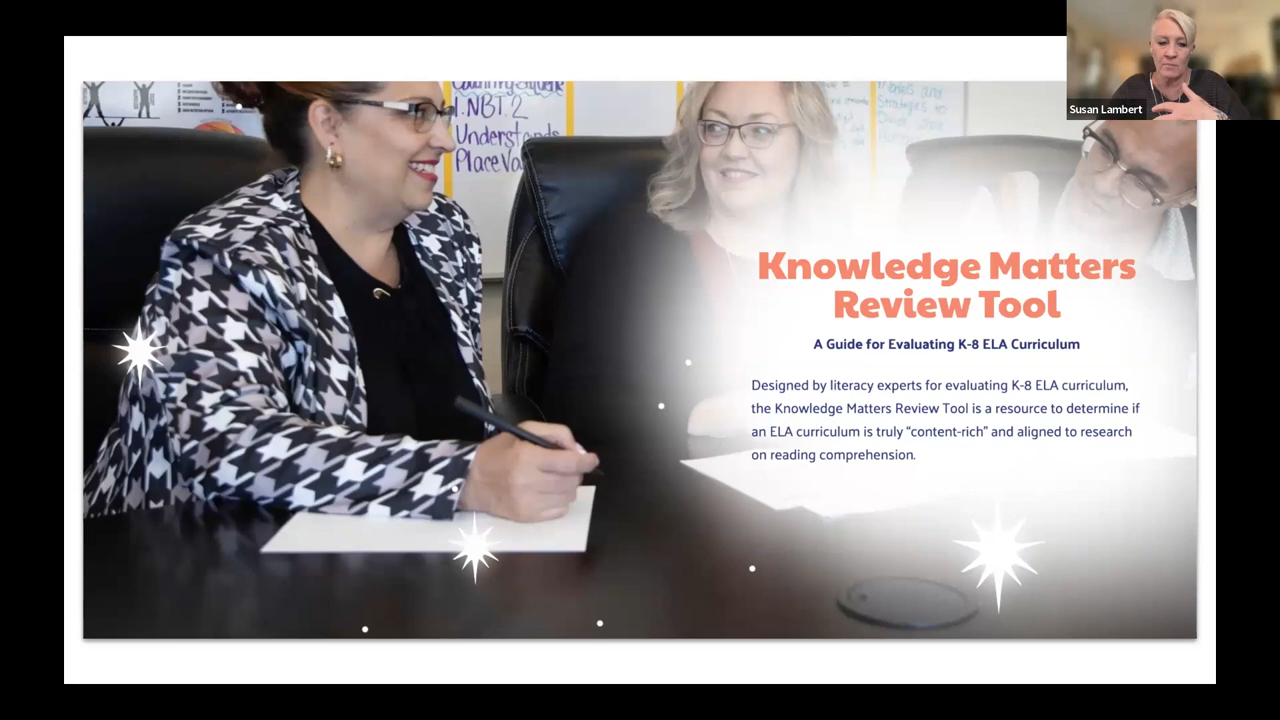 Susan Lambert
1.NBT.2
Understands
Knowledge Matters
Review Tool
A Guide for Evaluating K-8 ELA Curriculum
Designed by literacy experts for evaluating K-8 ELA curriculum,
the Knowledge Matters Review Tool is a resource to determine if
an ELA curriculum is truly “content-rich” and aligned to research
on reading comprehension.